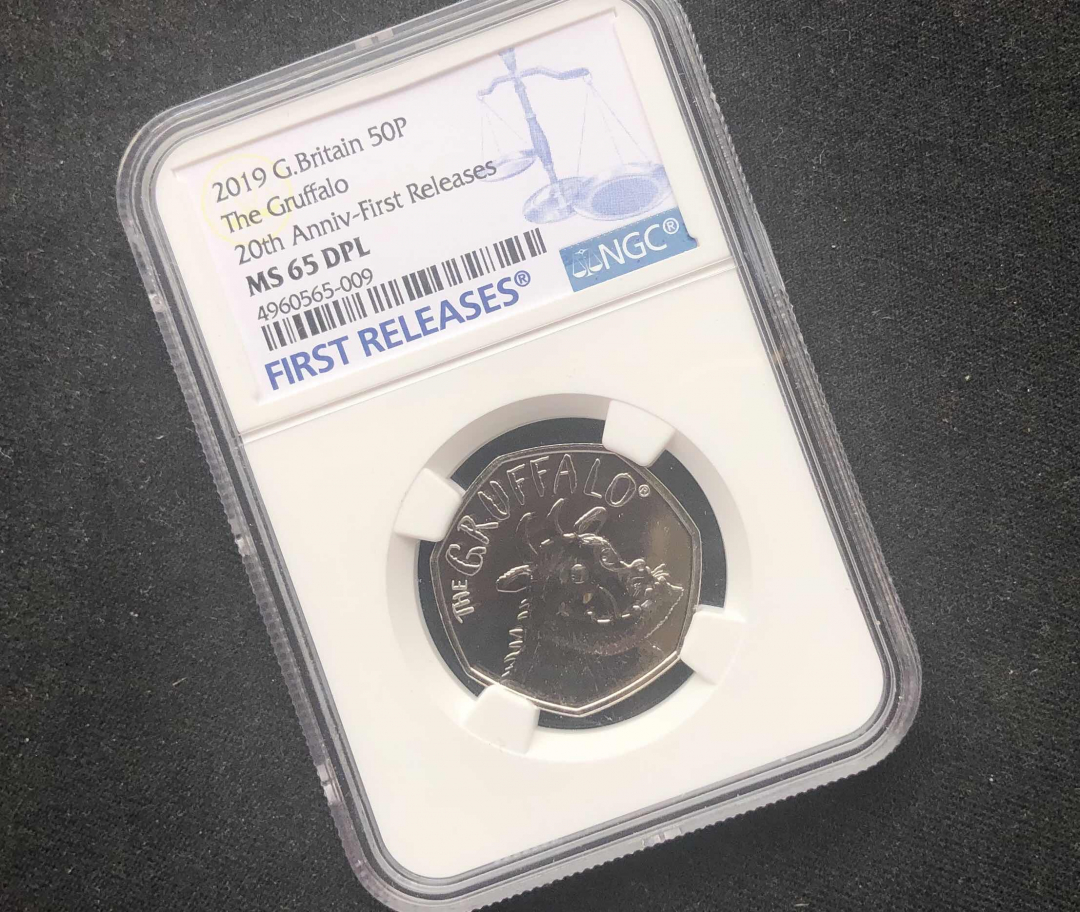 2019 G.Britain 50P
The Gruffalo
20th Anniv-First Releases
MS 65 DPL
4960565-009
FIRST RELEASES®
NGC®
THE GRUFFALO®